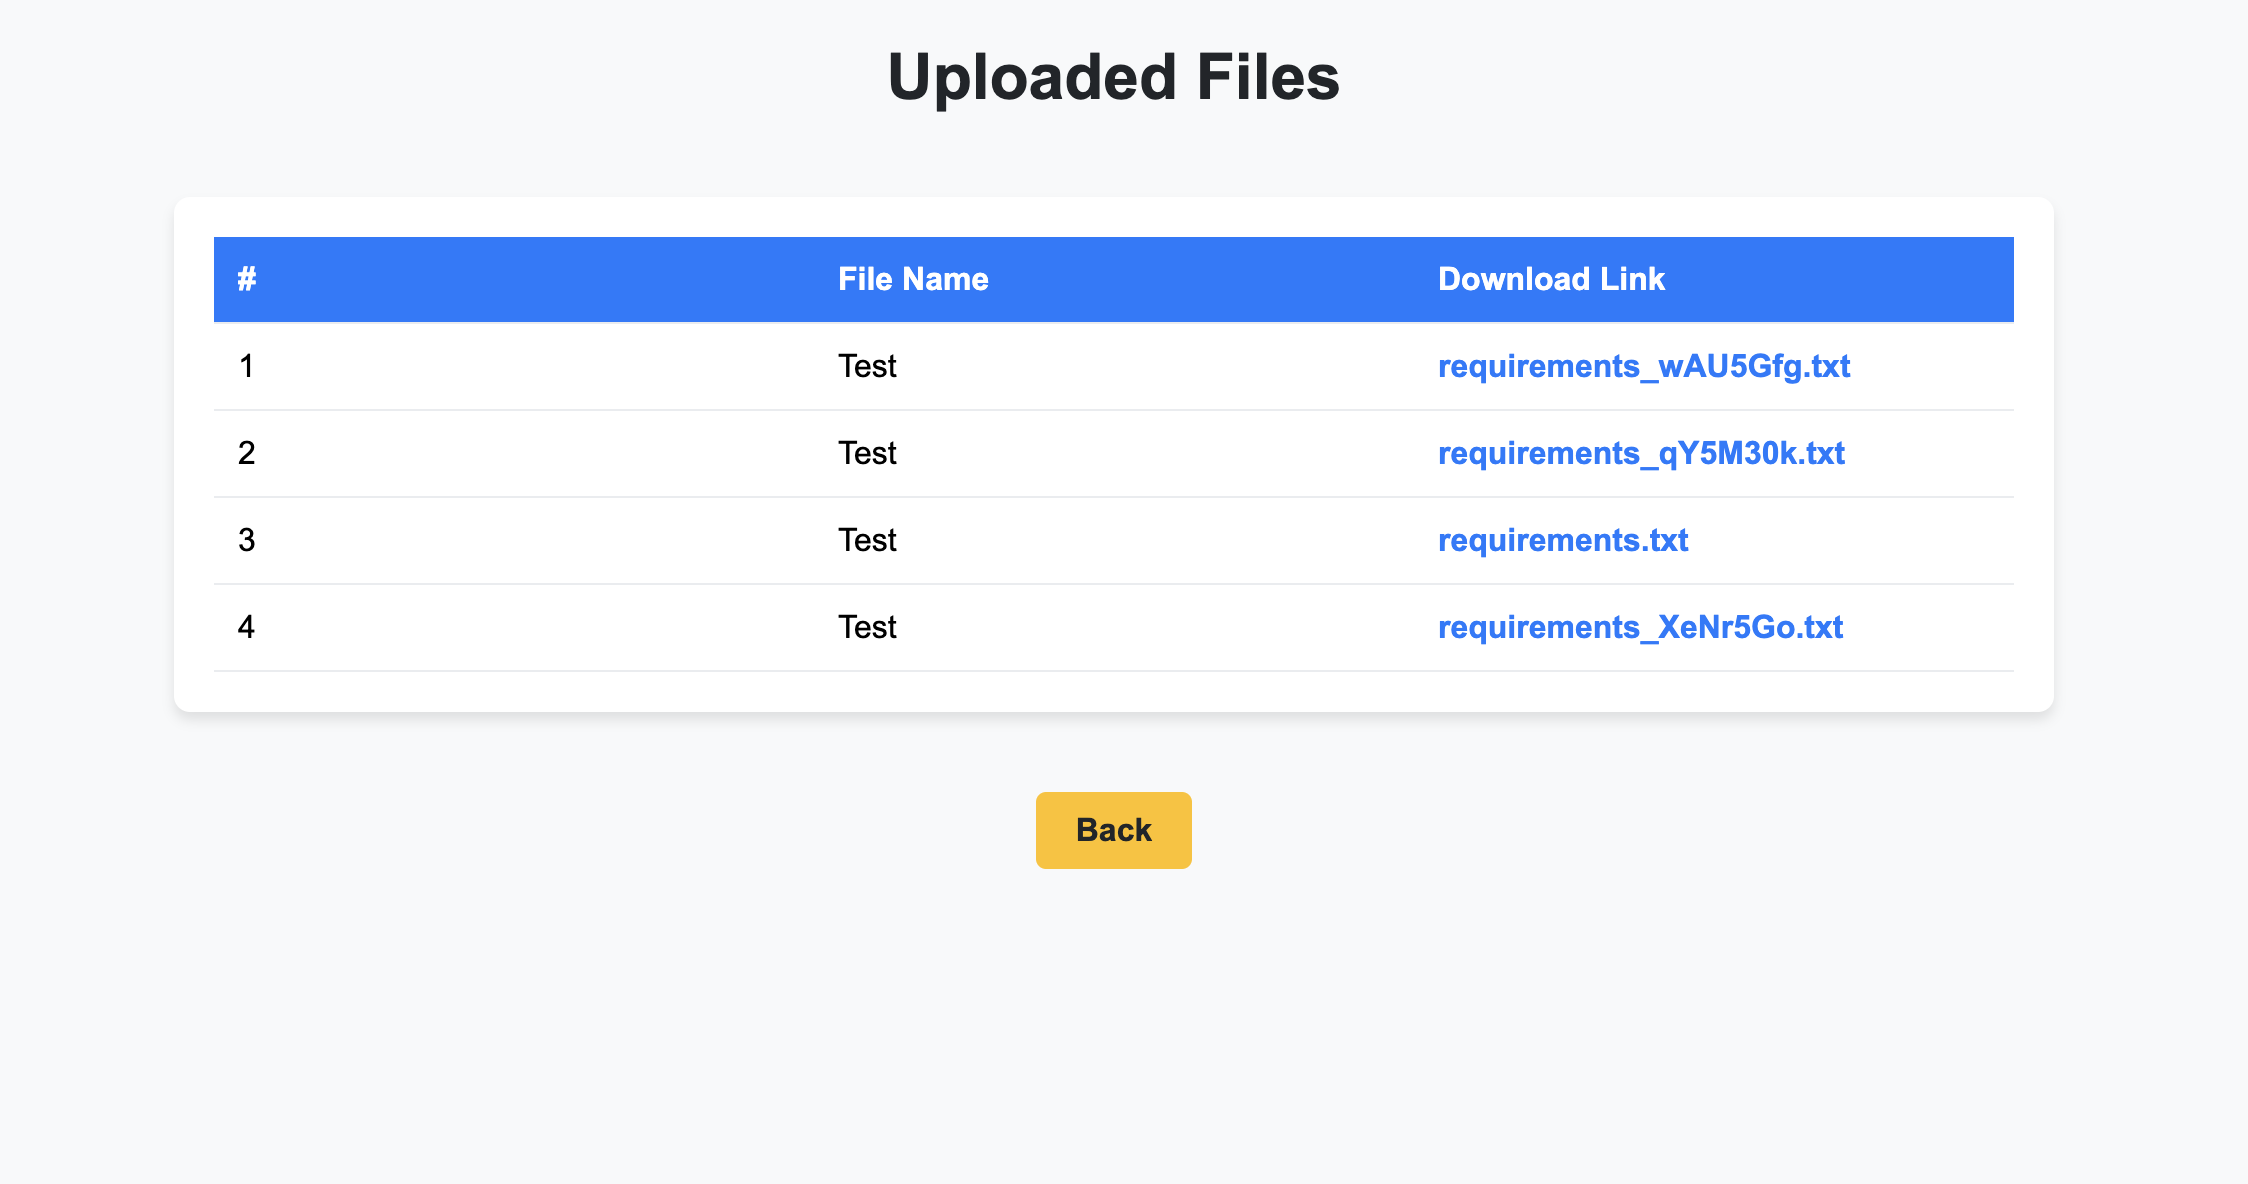 Uploaded Files
# File Name Download Link
1 Test requirements_wAU5Gfg.txt
2 Test requirements_qY5M30k.txt
3 Test requirements.txt
4 Test requirements_XeNr5Go.txt
Back